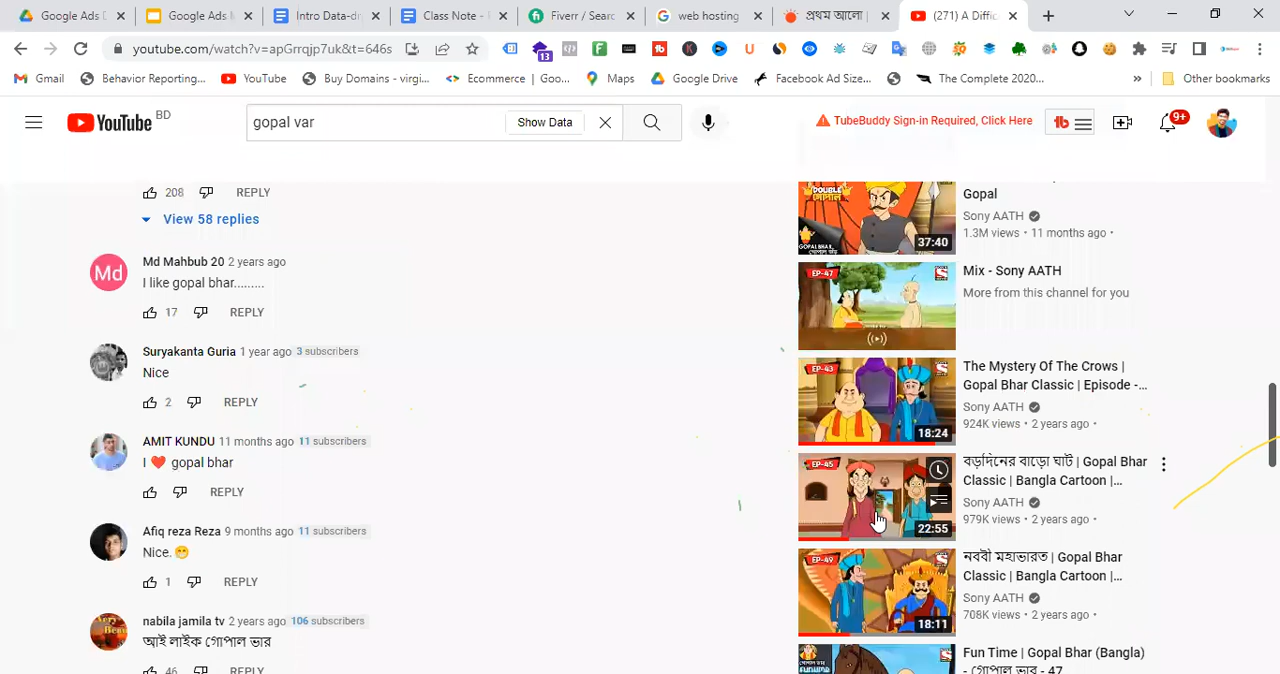 Google Ads D
Google Ads M
Intro Data-dr
Class Note - F
Fiverr / Searc
web hosting
প্রথম আলো |
(271) A Diffic
youtube.com/watch?v=apGrrqjp7uk&t=646s
13
Gmail
Behavior Reporting...
YouTube
Buy Domains - virgi...
Ecommerce | Goo...
Maps
Google Drive
Facebook Ad Size...
The Complete 2020...
Other bookmarks
YouTube BD
gopal var
Show Data
TubeBuddy Sign-in Required, Click Here
9+
208 REPLY
View 58 replies
Md Mahbub 20 2 years ago
I like gopal bhar.........
17 REPLY
Suryakanta Guria 1 year ago 3 subscribers
Nice
2 REPLY
AMIT KUNDU 11 months ago 11 subscribers
I ❤️ gopal bhar
REPLY
Afiq reza Reza 9 months ago 11 subscribers
Nice. 😁
1 REPLY
nabila jamila tv 2 years ago 106 subscribers
আই লাইক গোপাল ভার
46 REPLY
DOUBLE
গোপাল
37:40
Gopal
Sony AATH
1.3M views • 11 months ago •
EP-47
Mix - Sony AATH
More from this channel for you
EP-43
18:24
The Mystery Of The Crows |
Gopal Bhar Classic | Episode -...
Sony AATH
924K views • 2 years ago •
EP-45
22:55
বড়দিনের বাড়ো ঘাট | Gopal Bhar
Classic | Bangla Cartoon |...
Sony AATH
979K views • 2 years ago •
EP-49
18:11
নবাবী মহাভারত | Gopal Bhar
Classic | Bangla Cartoon |...
Sony AATH
708K views • 2 years ago •
Fun Time | Gopal Bhar (Bangla)
- গোপাল ভার - 47